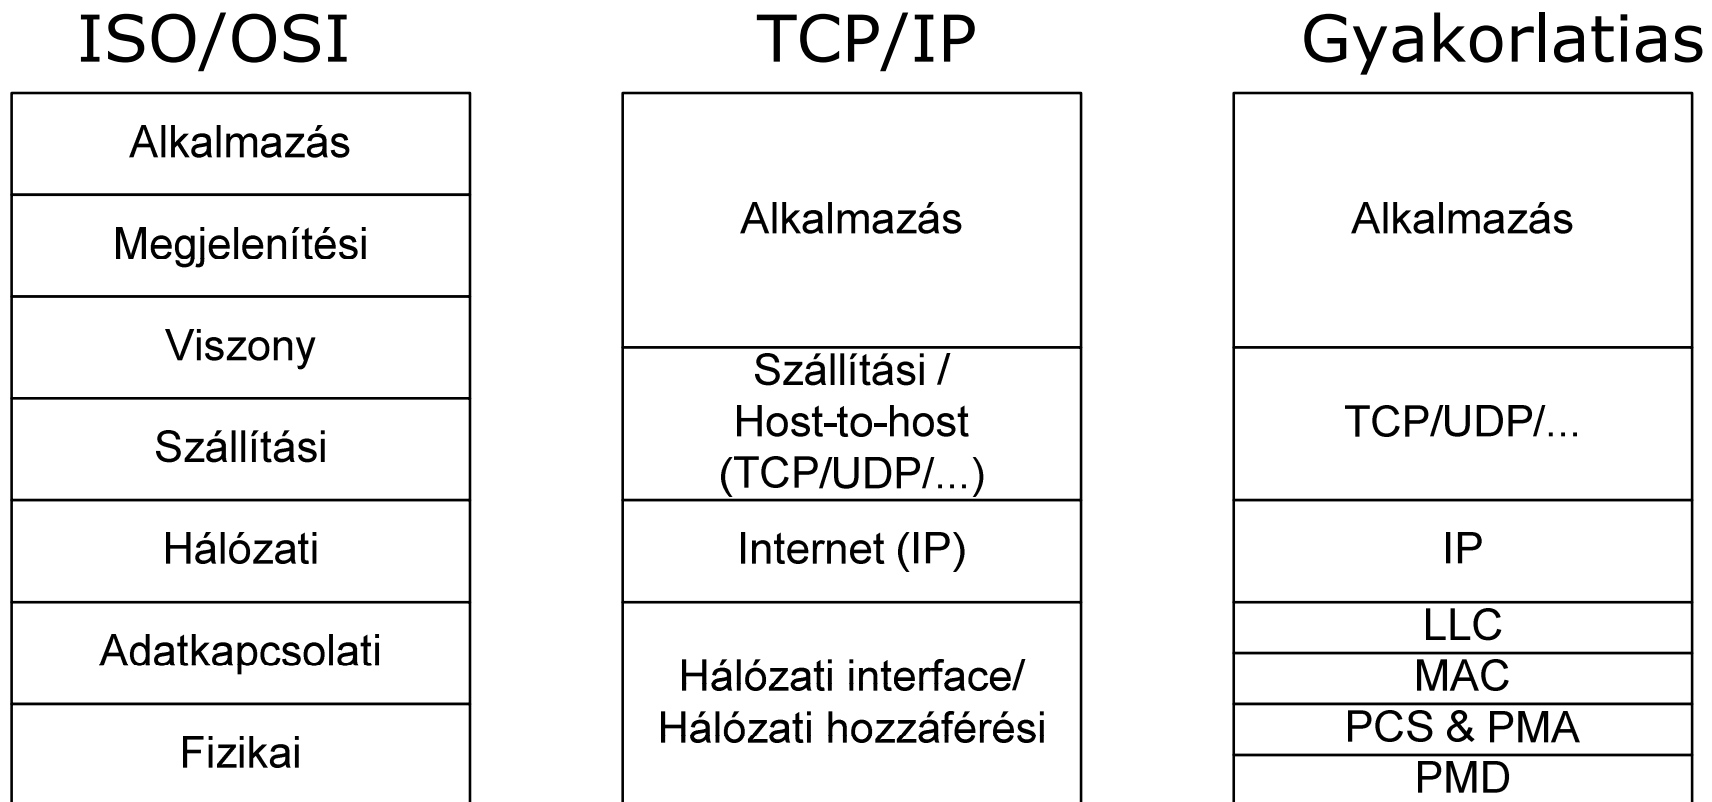 ISO/OSI
Alkalmazás
Megjelenítési
Viszony
Szállítási
Hálózati
Adatkapcsolati
Fizikai
TCP/IP
Alkalmazás
Szállítási /
Host-to-host
(TCP/UDP/...)
Internet (IP)
Hálózati interface/
Hálózati hozzáférési
Gyakorlatias
Alkalmazás
TCP/UDP/...
IP
LLC
MAC
PCS & PMA
PMD